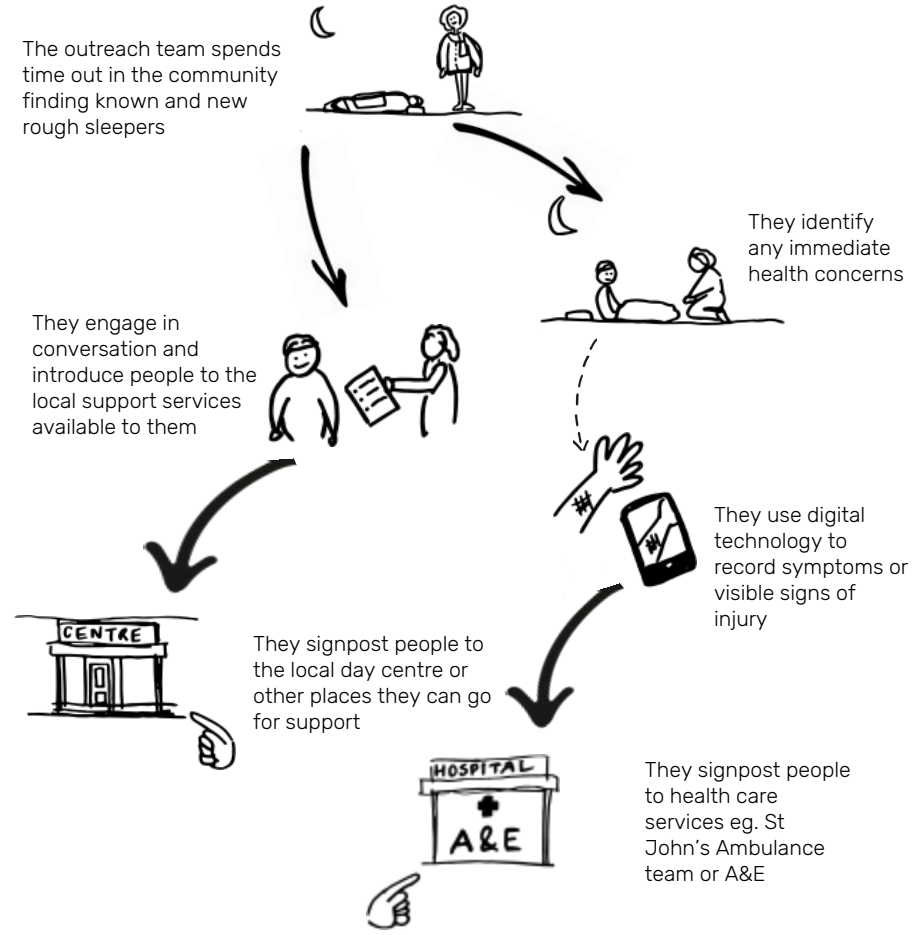 The outreach team spends
time out in the community
finding known and new
rough sleepers
They identify
any immediate
health concerns
They engage in
conversation and
introduce people to the
local support services
available to them
They use digital
technology to
record symptoms or
visible signs of
injury
CENTRE
They signpost people to
the local day centre or
other places they can go
for support
HOSPITAL
A&E
They signpost people
to health care
services eg. St
John's Ambulance
team or A&E